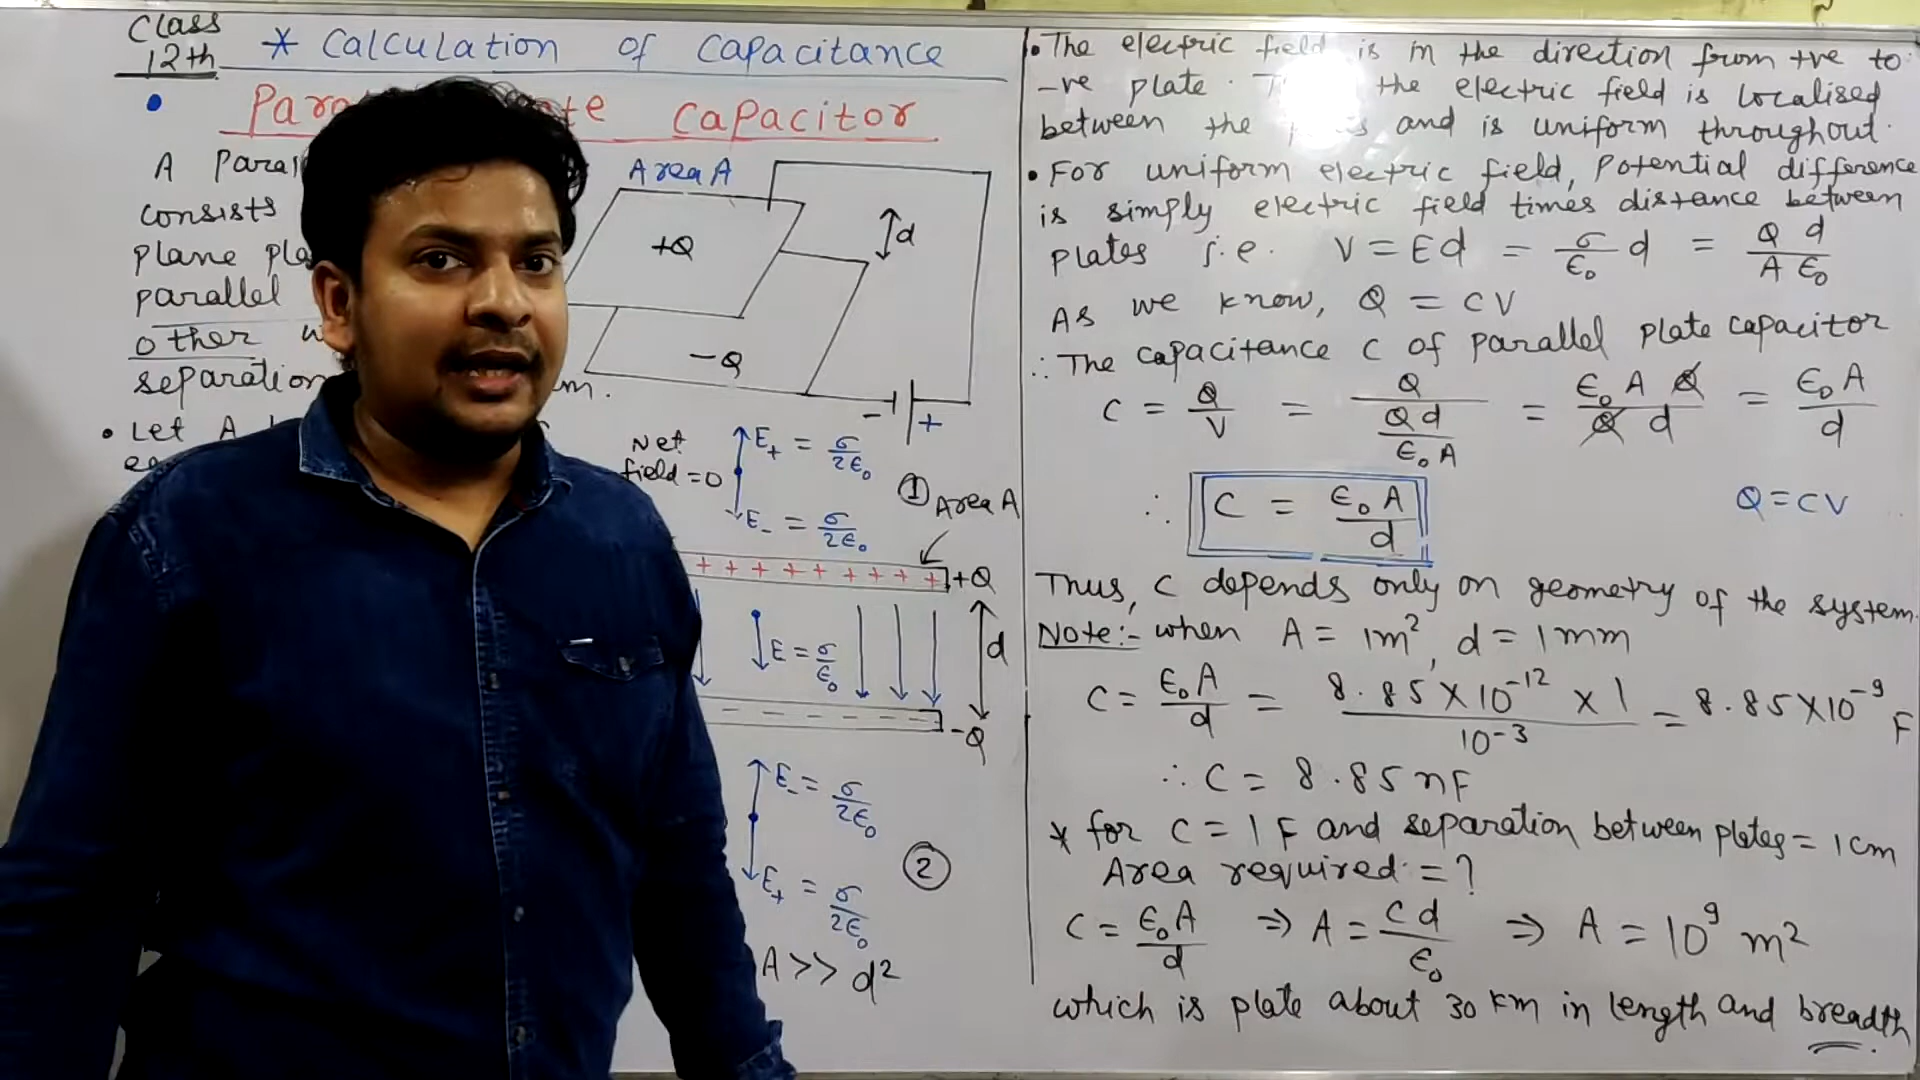 Class
12th
* Calculation of Capacitance
Capacitor
A
consists
plane
parallel
other
separation
• Let A
Area A
+Q
d
-Q
- +
Net
field = 0
E₊ = σ/2ε₀
E₋ = σ/2ε₀
① Area A
+ + + + + + + + + +Q
E = σ/ε₀
d
- - - - - - -Q
E₋ = σ/2ε₀
E₊ = σ/2ε₀
②
A >> d²
• The electric field is in the direction from +ve to
-ve plate. the electric field is localised
between the and is uniform throughout.
• For uniform electric field, Potential difference
is simply electric field times distance between
plates i.e. V = Ed = σ/ε₀ d = Q d/A ε₀
As we know, Q = CV
∴ The capacitance C of parallel plate capacitor
C = Q/V = Q/(Qd/ε₀A) = ε₀ A Q/Q d = ε₀ A/d
∴ C = ε₀ A/d
Q = CV
Thus, C depends only on geometry of the system.
Note:- when A = 1m², d = 1mm
C = ε₀A/d = 8.85 × 10⁻¹² × 1/10⁻³ = 8.85 × 10⁻⁹ F
∴ C = 8.85 nF
* for C = 1 F and separation between plates = 1cm
Area required = ?
C = ε₀A/d ⇒ A = Cd/ε₀ ⇒ A = 10⁹ m²
which is plate about 30 km in length and breadth.